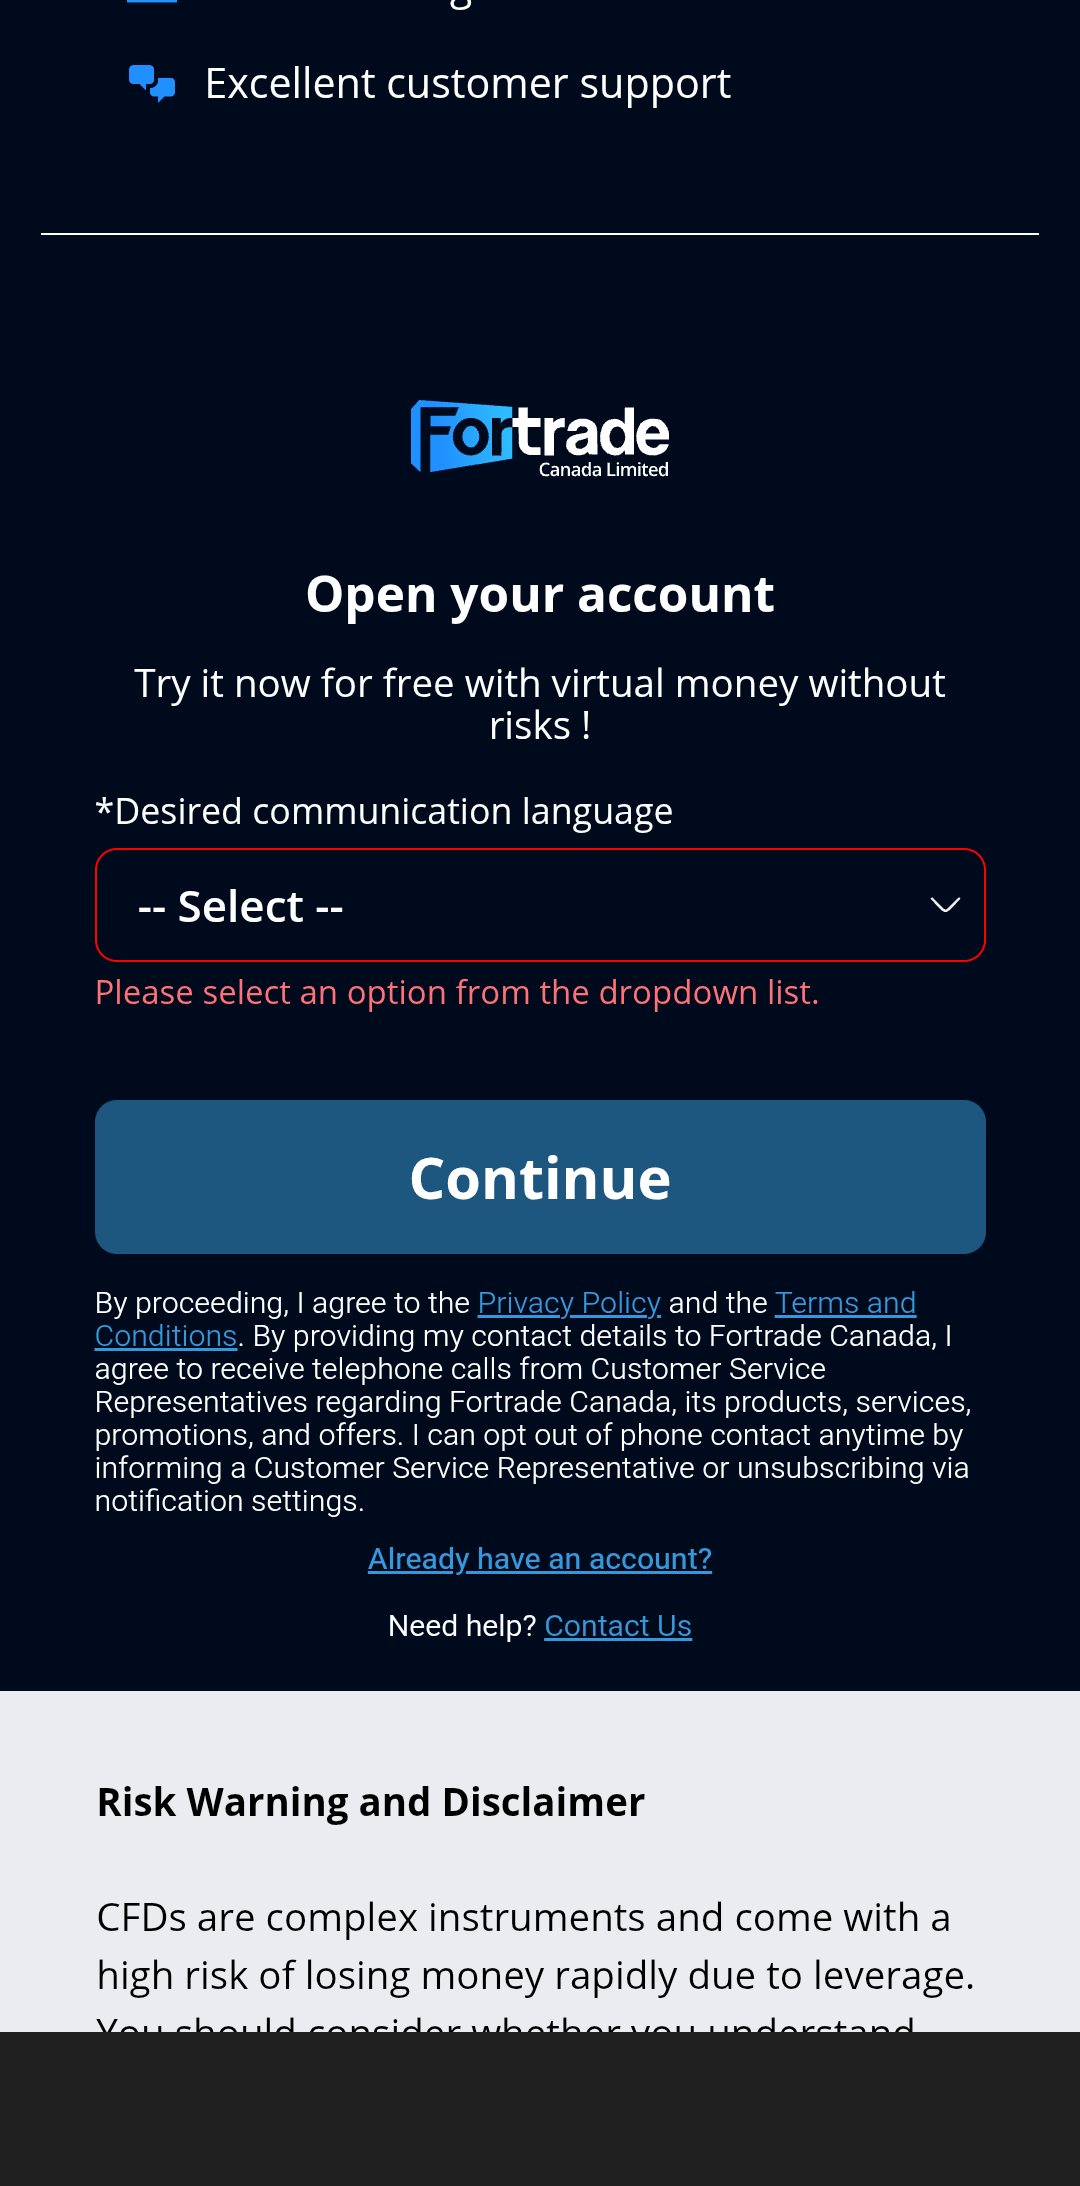 Excellent customer support
Fortrade
Canada Limited
Open your account
Try it now for free with virtual money without
risks !
*Desired communication language
-- Select --
Please select an option from the dropdown list.
Continue
By proceeding, I agree to the Privacy Policy and the Terms and
Conditions. By providing my contact details to Fortrade Canada, I
agree to receive telephone calls from Customer Service
Representatives regarding Fortrade Canada, its products, services,
promotions, and offers. I can opt out of phone contact anytime by
informing a Customer Service Representative or unsubscribing via
notification settings.
Already have an account?
Need help? Contact Us
Risk Warning and Disclaimer
CFDs are complex instruments and come with a
high risk of losing money rapidly due to leverage.
You should consider whether you understand